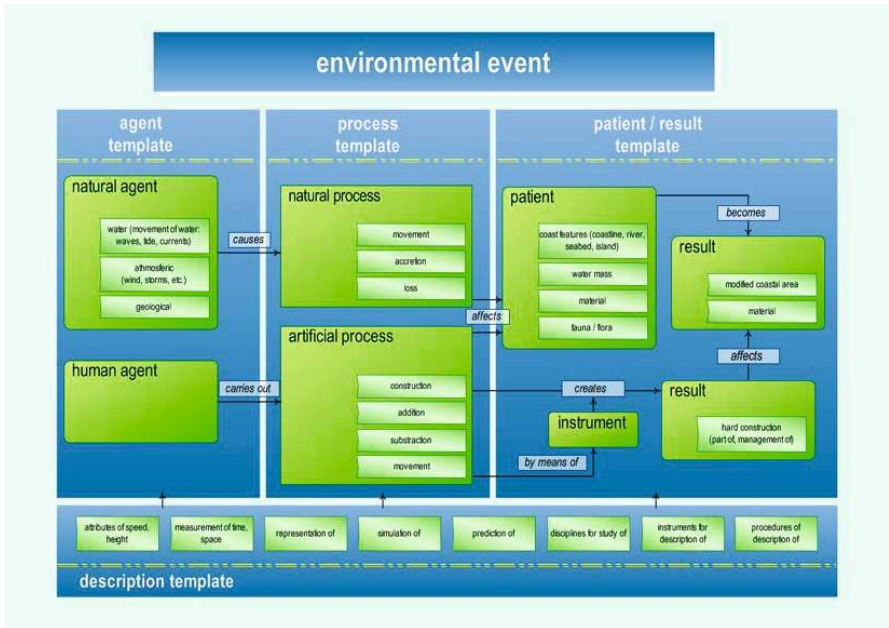 environmental event
agent
template
process
template
patient / result
template
natural agent
water (movement of water:
waves, tide, currents)
athmosferic
(wind, storms, etc.)
geological
causes
natural process
movement
accretion
loss
patient
coast features (coastline, river,
seabed, island)
water mass
material
fauna / flora
becomes
result
modified coastal area
material
affects
human agent
carries out
artificial process
construction
addition
substraction
movement
creates
instrument
by means of
affects
result
hard construction
(part of, management of)
attributes of speed,
height
measurement of time,
space
representation of
simulation of
prediction of
disciplines for study of
instruments for
description of
procedures of
description of
description template